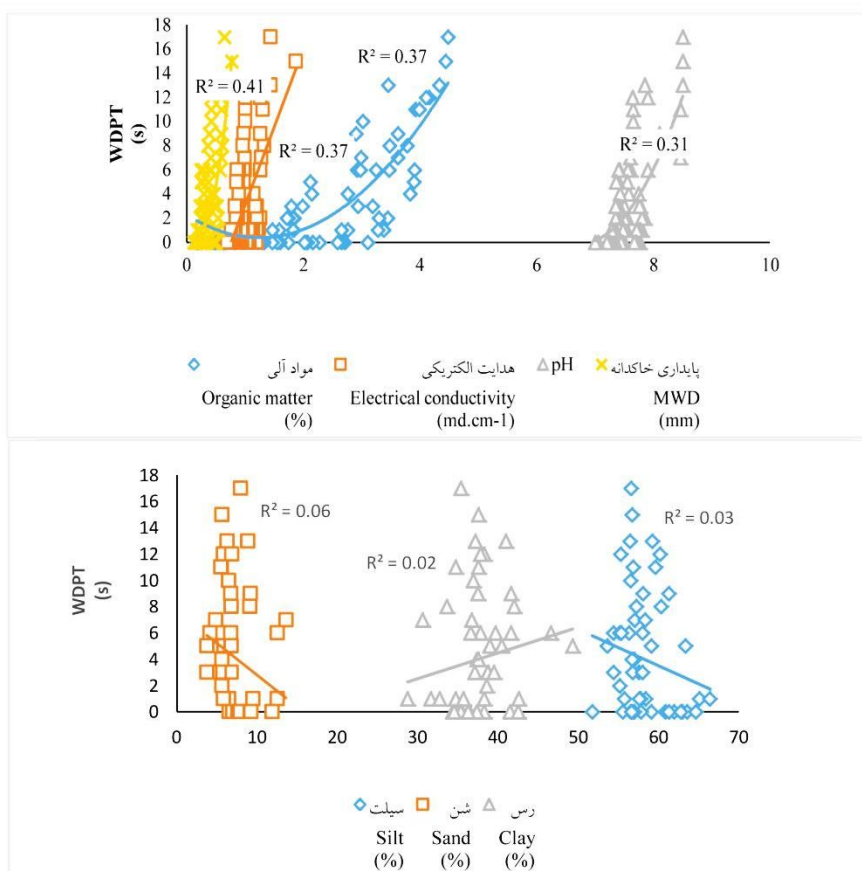 18
16
14
12
10
8
6
4
2
0
WDPT
(s)
R² = 0.41
R² = 0.37
R² = 0.37
R² = 0.31
0 2 4 6 8 10
مواد آلی
Organic matter
(%)
هدایت الکتریکی
Electrical conductivity
(md.cm-1)
pH
پایداری خاکدانه
MWD
(mm)
18
16
14
12
10
8
6
4
2
0
WDPT
(s)
R² = 0.06
R² = 0.02
R² = 0.03
0 10 20 30 40 50 60 70
سیلت
Silt
(%)
شن
Sand
(%)
رس
Clay
(%)